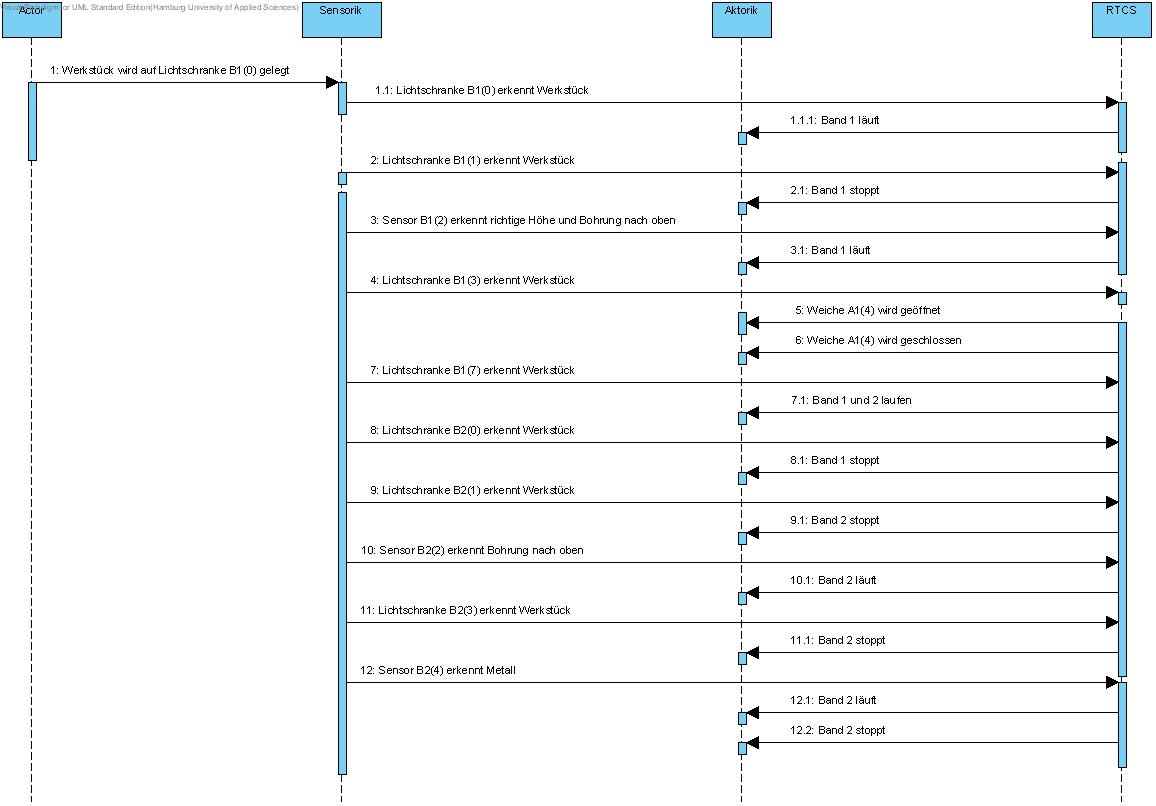 Visual Paradigm for UML Standard Edition(Hamburg University of Applied Sciences)
Actor
Sensorik
Aktorik
RTCS
1: Werkstück wird auf Lichtschranke B1(0) gelegt
1.1: Lichtschranke B1(0) erkennt Werkstück
1.1.1: Band 1 läuft
2: Lichtschranke B1(1) erkennt Werkstück
2.1: Band 1 stoppt
3: Sensor B1(2) erkennt richtige Höhe und Bohrung nach oben
3.1: Band 1 läuft
4: Lichtschranke B1(3) erkennt Werkstück
5: Weiche A1(4) wird geöffnet
6: Weiche A1(4) wird geschlossen
7: Lichtschranke B1(7) erkennt Werkstück
7.1: Band 1 und 2 laufen
8: Lichtschranke B2(0) erkennt Werkstück
8.1: Band 1 stoppt
9: Lichtschranke B2(1) erkennt Werkstück
9.1: Band 2 stoppt
10: Sensor B2(2) erkennt Bohrung nach oben
10.1: Band 2 läuft
11: Lichtschranke B2(3) erkennt Werkstück
11.1: Band 2 stoppt
12: Sensor B2(4) erkennt Metall
12.1: Band 2 läuft
12.2: Band 2 stoppt